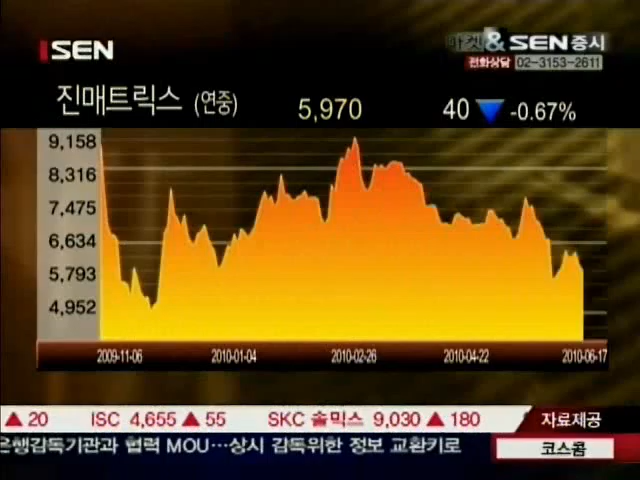 SEN
마켓&SEN증시
전화상담 02-3153-2611
진매트릭스 (연중) 5,970 40 ▼ -0.67%
9,158
8,316
7,475
6,634
5,793
4,952
2009-11-06 2010-01-04 2010-02-26 2010-04-22 2010-06-17
▲ 20 ISC 4,655 ▲ 55 SKC 솔믹스 9,030 ▲ 180 자료제공
은행감독기관과 협력 MOU…상시 감독위한 정보 교환키로 코스콤